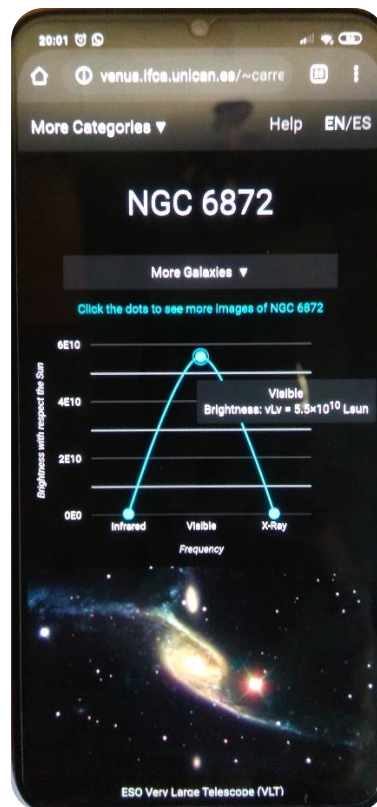 20:01
venus.ifca.unican.es/~carre
More Categories ▼ Help EN/ES
NGC 6872
More Galaxies ▼
Click the dots to see more images of NGC 6872
Brightness with respect the Sun
6E10
4E10
2E10
0E0
Visible
Brightness: vLv = 5.5×10¹⁰ Lsun
Infrared Visible X-Ray
Frequency
ESO Very Large Telescope (VLT)